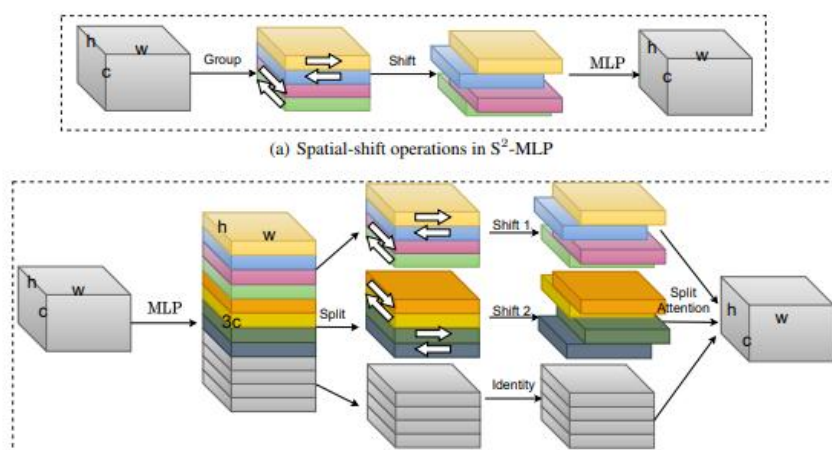 h w c Group Shift MLP h w c
(a) Spatial-shift operations in S²-MLP
h w c MLP h w 3c Split Shift 1
Shift 2 Split Attention h w c
Identity